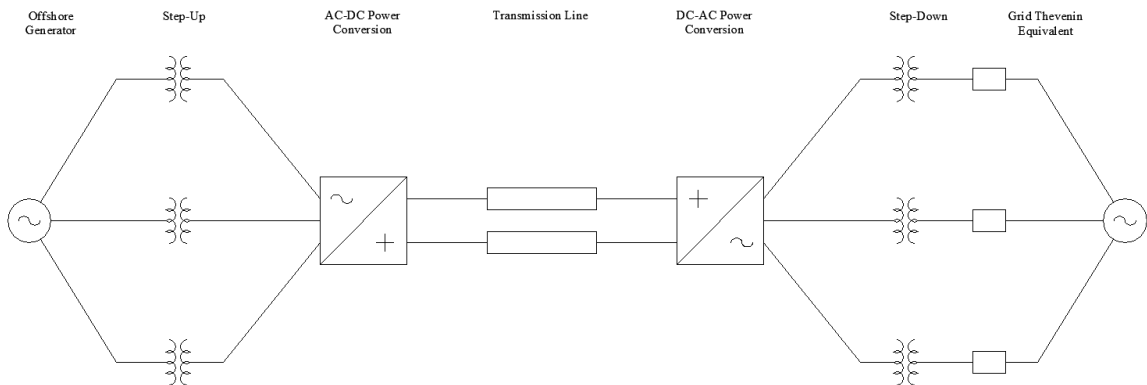 Offshore
Generator
Step-Up
AC-DC Power
Conversion
Transmission Line
DC-AC Power
Conversion
Step-Down
Grid Thevenin
Equivalent